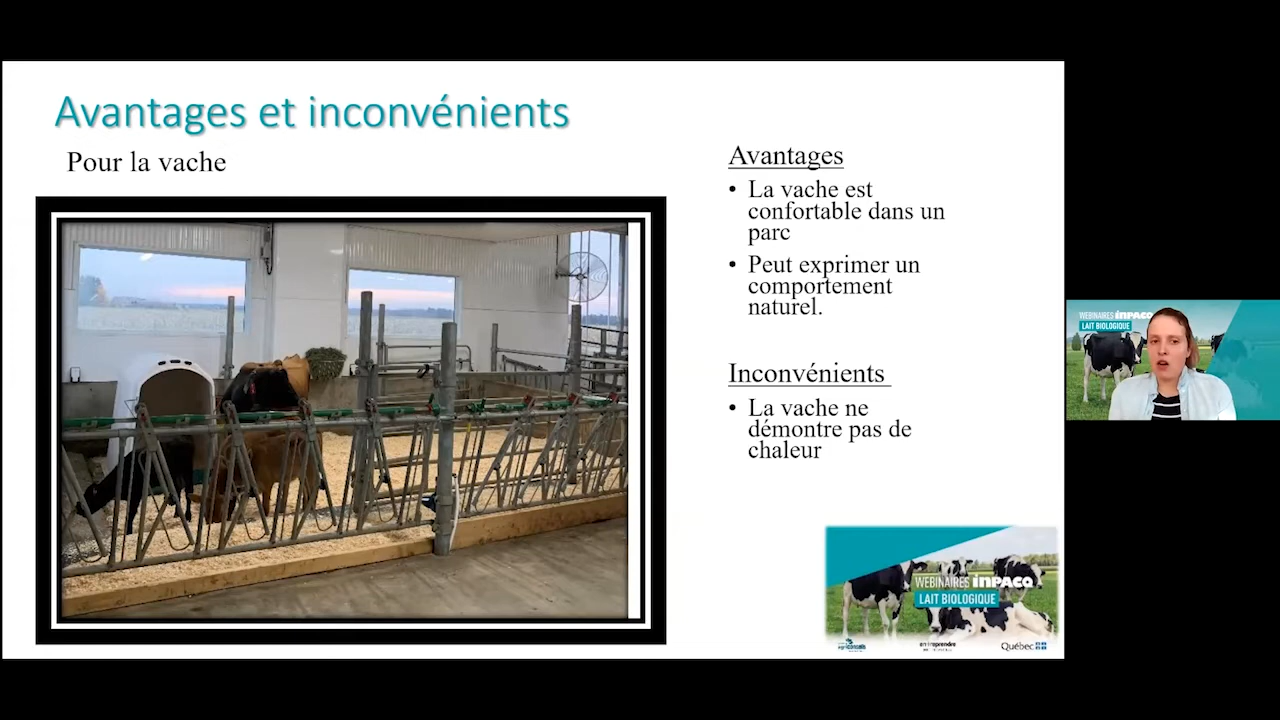 Avantages et inconvénients
Pour la vache
Avantages
• La vache est
confortable dans un
parc
• Peut exprimer un
comportement
naturel.
Inconvénients
• La vache ne
démontre pas de
chaleur
WEBINAIRES INPACQ
LAIT BIOLOGIQUE
entreprendre
Québec
WEBINAIRES INPACQ
LAIT BIOLOGIQUE